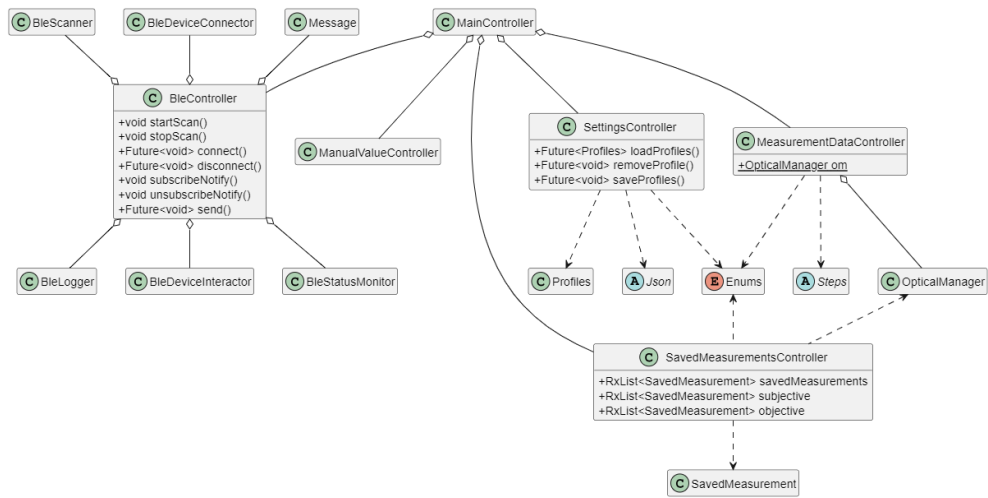 C BleScanner
C BleDeviceConnector
C Message
C MainController
C BleController
+void startScan()
+void stopScan()
+Future<void> connect()
+Future<void> disconnect()
+void subscribeNotify()
+void unsubscribeNotify()
+Future<void> send()
C ManualValueController
C SettingsController
+Future<Profiles> loadProfiles()
+Future<void> removeProfile()
+Future<void> saveProfiles()
C MeasurementDataController
+OpticalManager om
C BleLogger
C BleDeviceInteractor
C BleStatusMonitor
C Profiles
A Json
E Enums
A Steps
C OpticalManager
C SavedMeasurementsController
+RxList<SavedMeasurement> savedMeasurements
+RxList<SavedMeasurement> subjective
+RxList<SavedMeasurement> objective
C SavedMeasurement